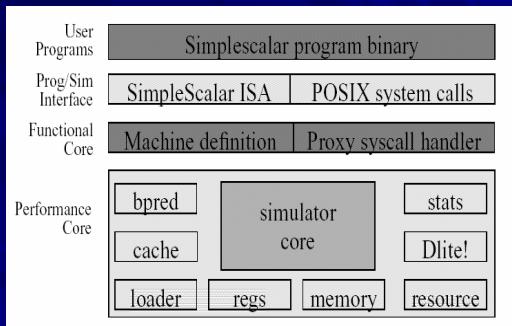 User
Programs
Simplescalar program binary
Prog/Sim
Interface
SimpleScalar ISA
POSIX system calls
Functional
Core
Machine definition
Proxy syscall handler
Performance
Core
bpred
simulator
core
stats
cache
Dlite!
loader
regs
memory
resource